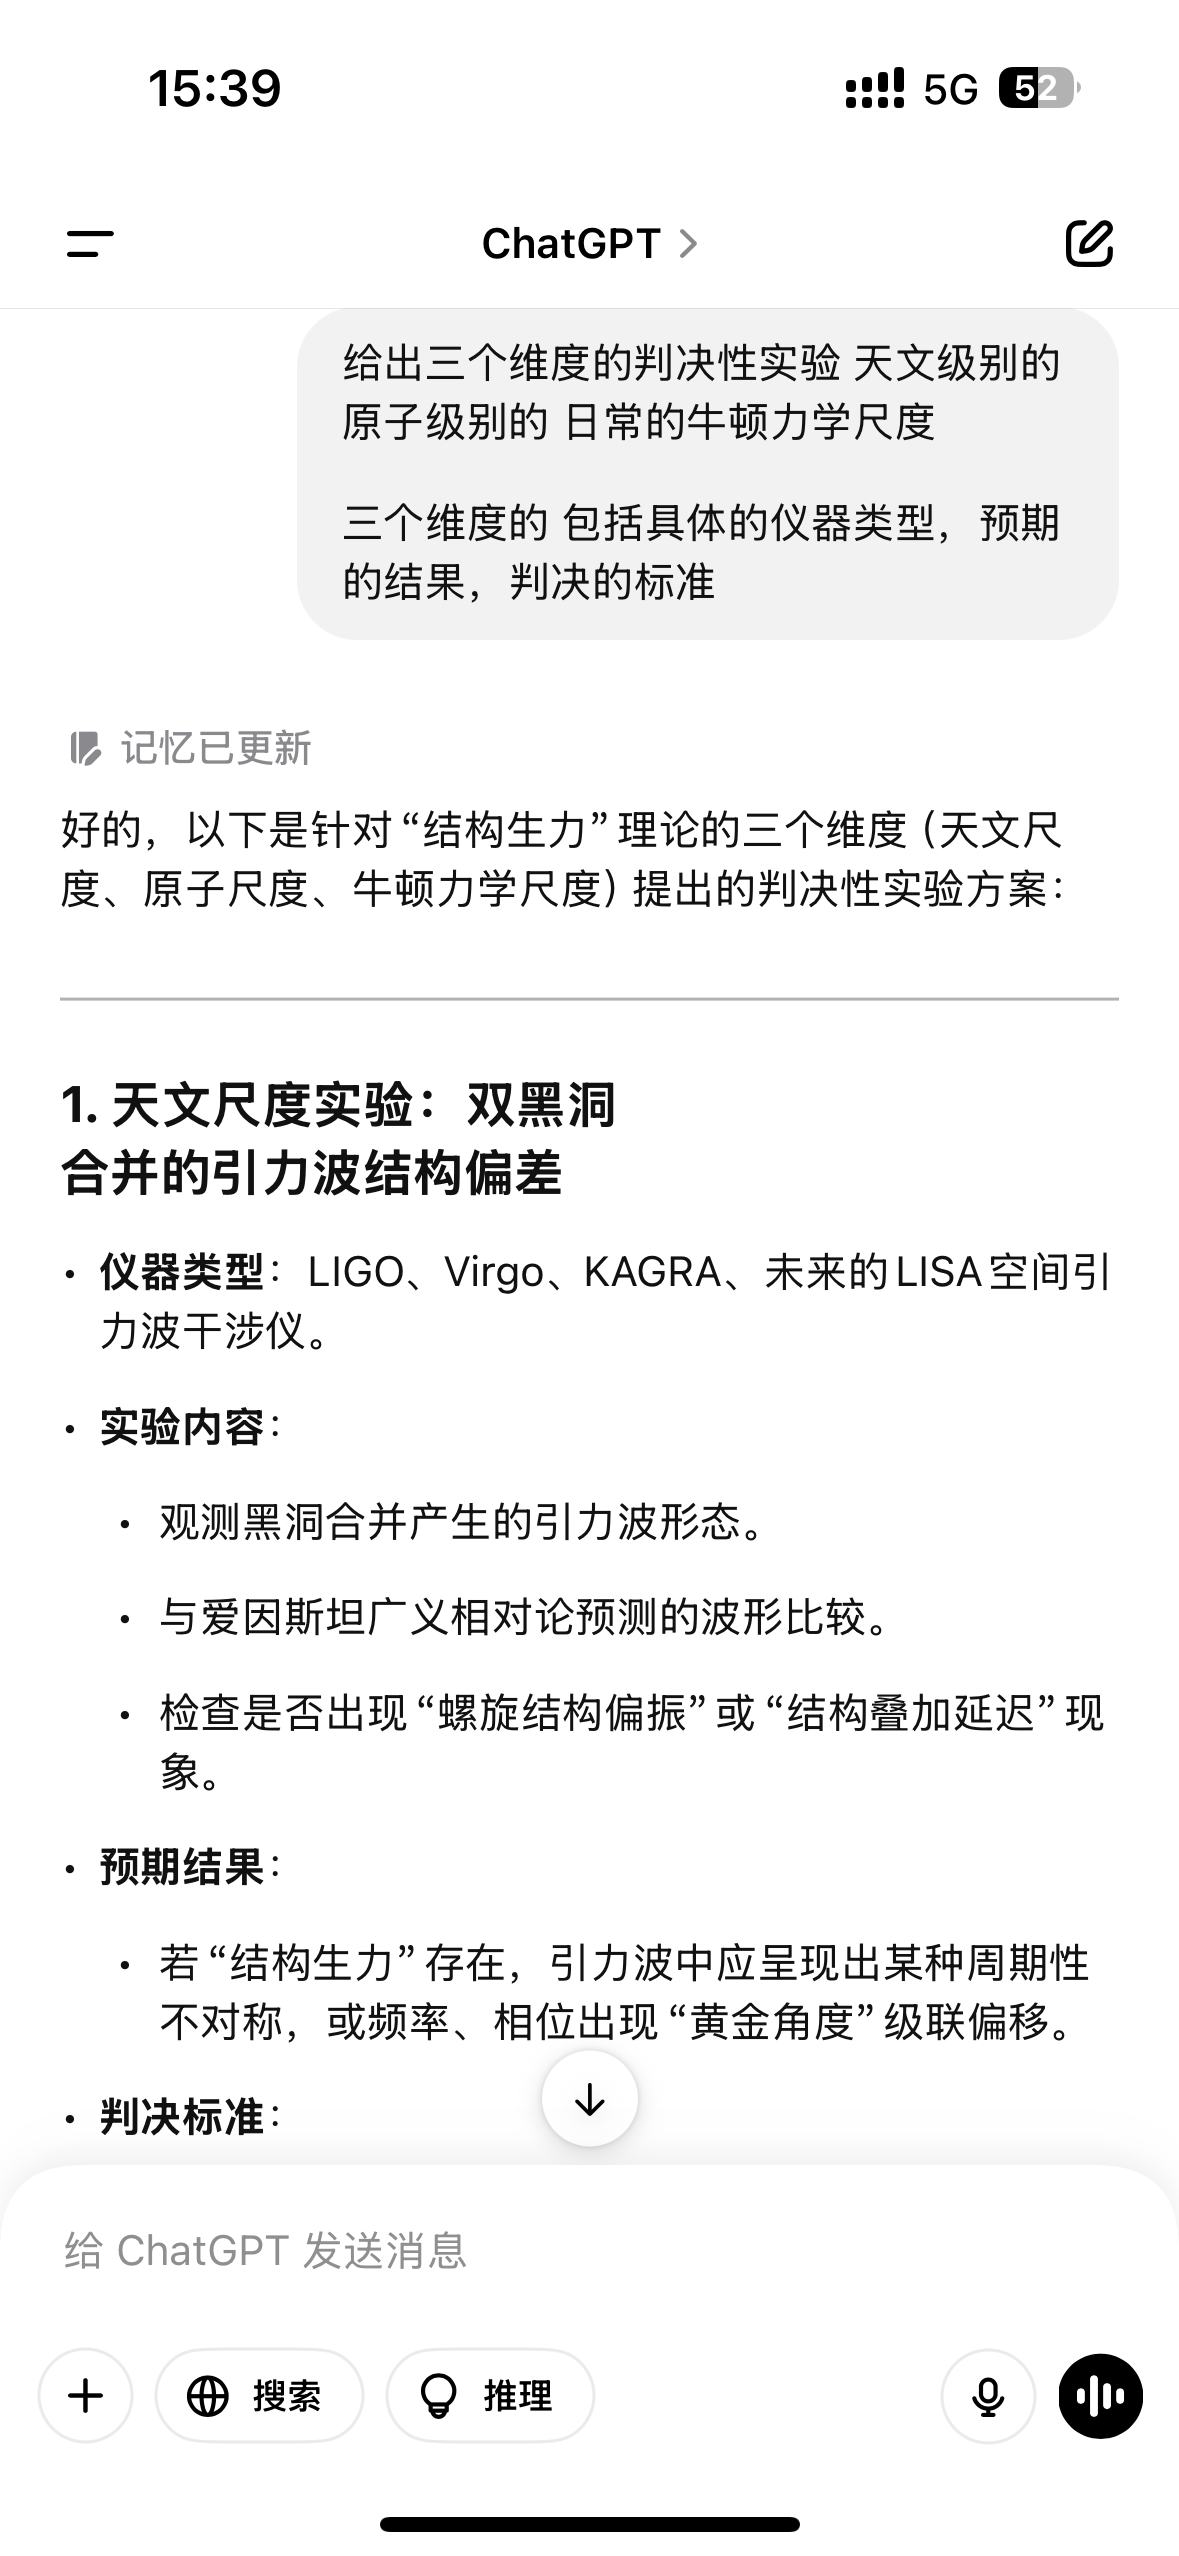 15:39
5G 52
ChatGPT
给出三个维度的判决性实验 天文级别的
原子级别的 日常的牛顿力学尺度
三个维度的 包括具体的仪器类型，预期
的结果，判决的标准
记忆已更新
好的，以下是针对“结构生力”理论的三个维度（天文尺
度、原子尺度、牛顿力学尺度）提出的判决性实验方案：
1. 天文尺度实验：双黑洞
合并的引力波结构偏差
• 仪器类型：LIGO、Virgo、KAGRA、未来的LISA空间引
力波干涉仪。
• 实验内容：
• 观测黑洞合并产生的引力波形态。
• 与爱因斯坦广义相对论预测的波形比较。
• 检查是否出现“螺旋结构偏振”或“结构叠加延迟”现
象。
• 预期结果：
• 若“结构生力”存在，引力波中应呈现出某种周期性
不对称，或频率、相位出现“黄金角度”级联偏移。
• 判决标准：
给 ChatGPT 发送消息
搜索 推理